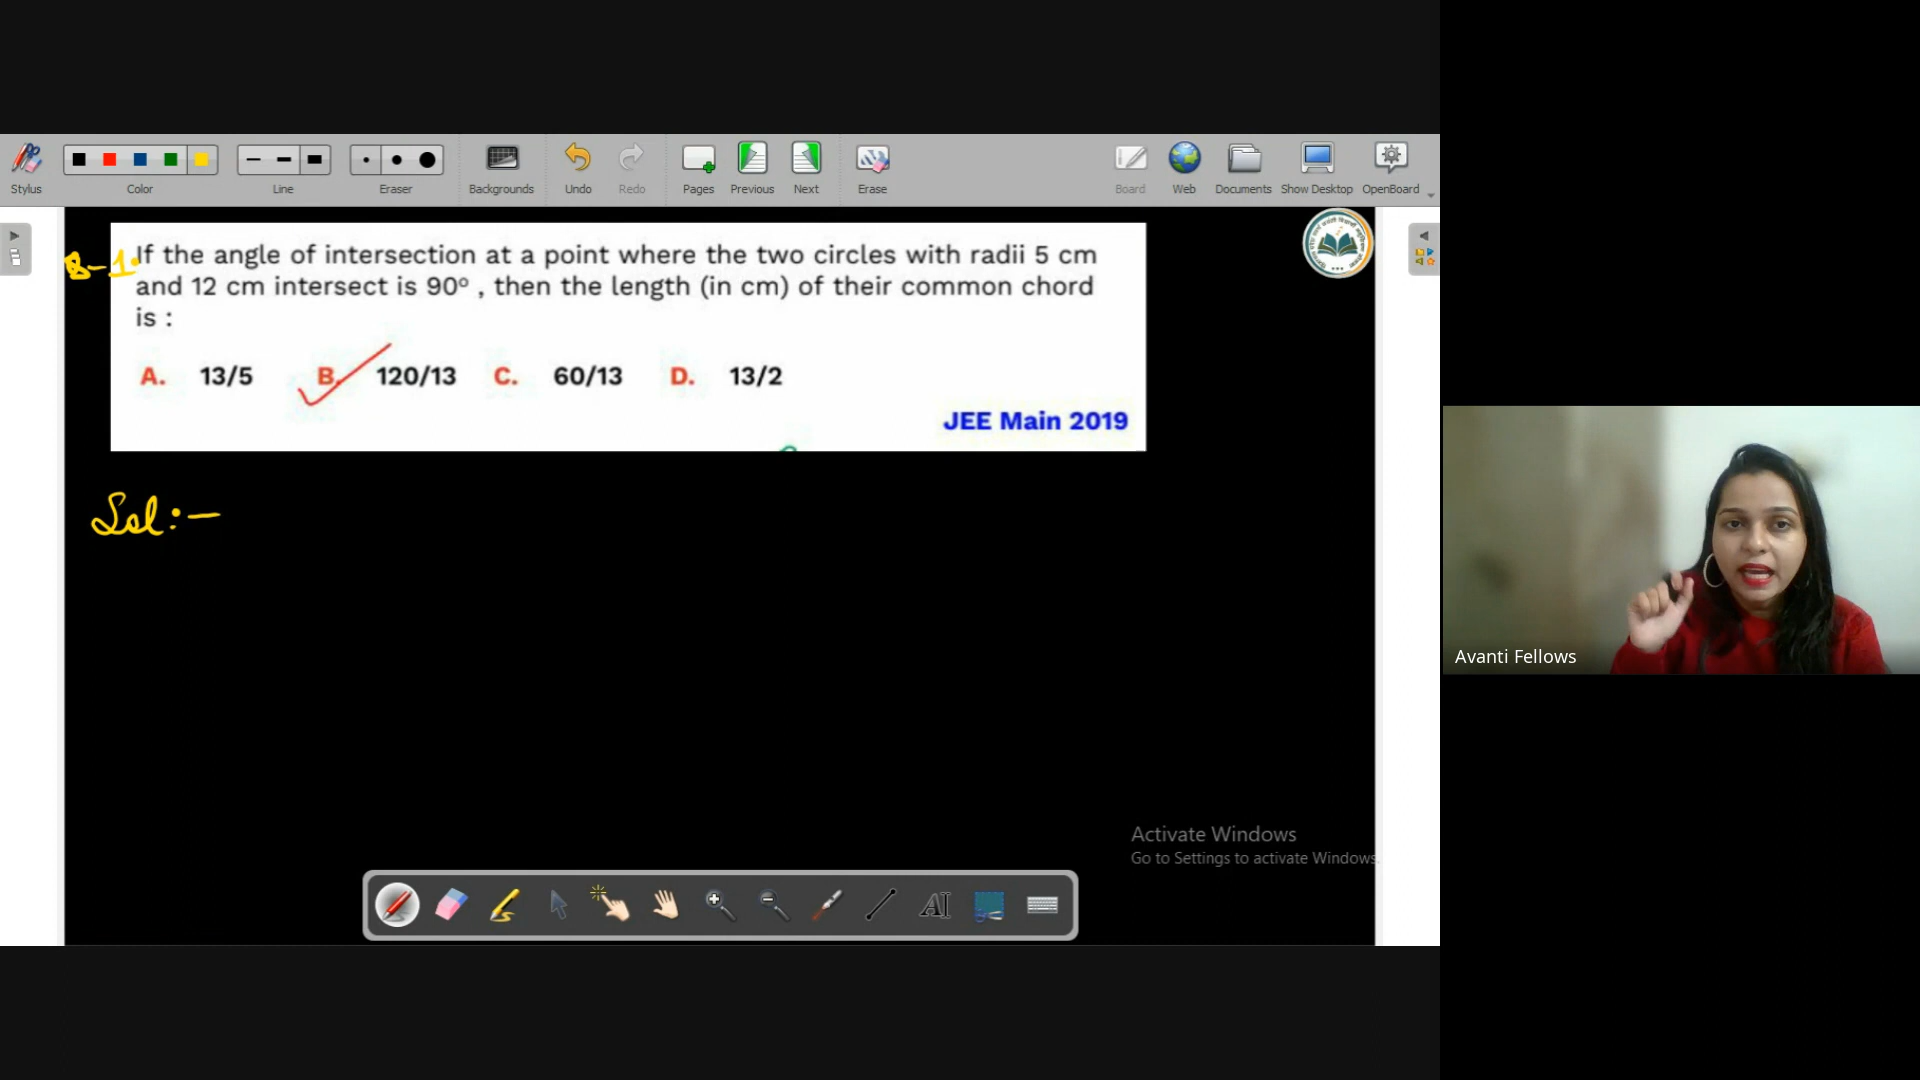 Stylus
Color
Line
Eraser
Backgrounds
Undo
Redo
Pages
Previous
Next
Erase
Board
Web
Documents
Show Desktop
OpenBoard
If the angle of intersection at a point where the two circles with radii 5 cm
and 12 cm intersect is 90° , then the length (in cm) of their common chord
is :
A. 13/5 B. 120/13 C. 60/13 D. 13/2
JEE Main 2019
Sol:-
Avanti Fellows
Activate Windows
Go to Settings to activate Windows.
AI